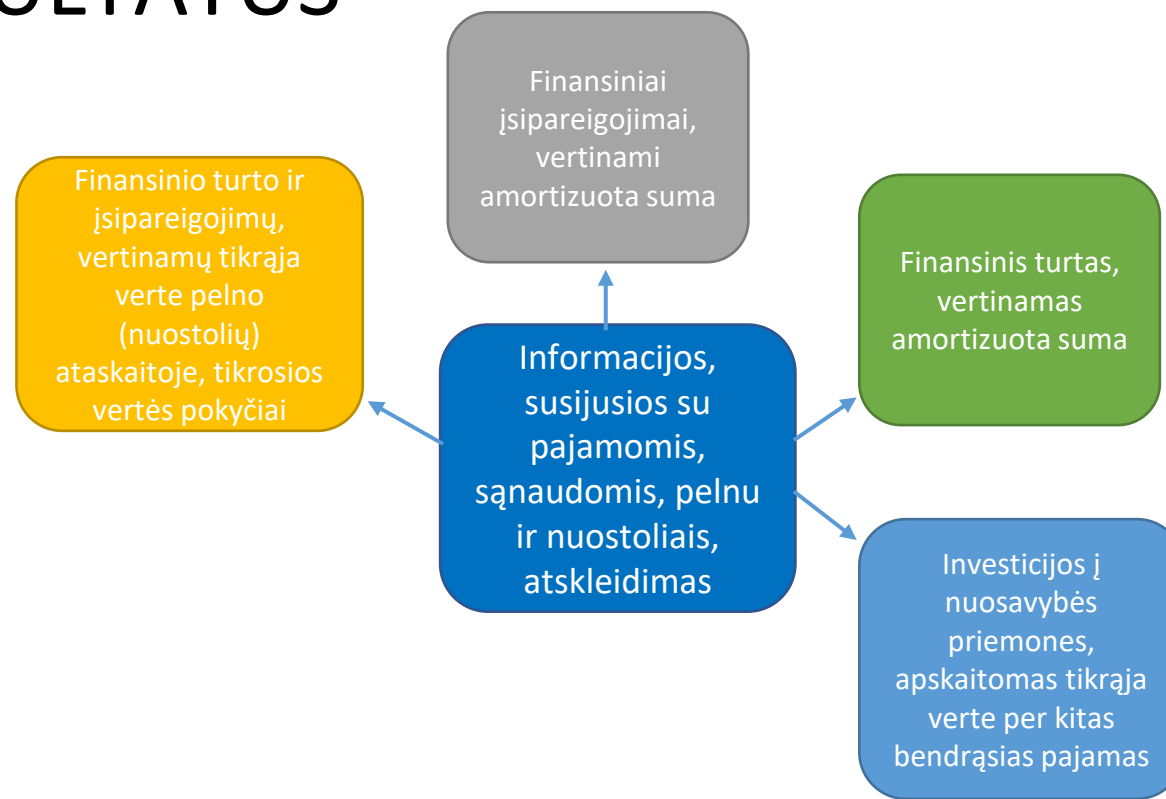 Finansiniai
įsipareigojimai,
vertinami
amortizuota suma
Finansinio turto ir
įsipareigojimų,
vertinamų tikrąja
verte pelno
(nuostolių)
ataskaitoje, tikrosios
vertės pokyčiai
Finansinis turtas,
vertinamas
amortizuota suma
Informacijos,
susijusios su
pajamomis,
sąnaudomis, pelnu
ir nuostoliais,
atskleidimas
Investicijos į
nuosavybės
priemones,
apskaitomas tikrąja
verte per kitas
bendrąsias pajamas